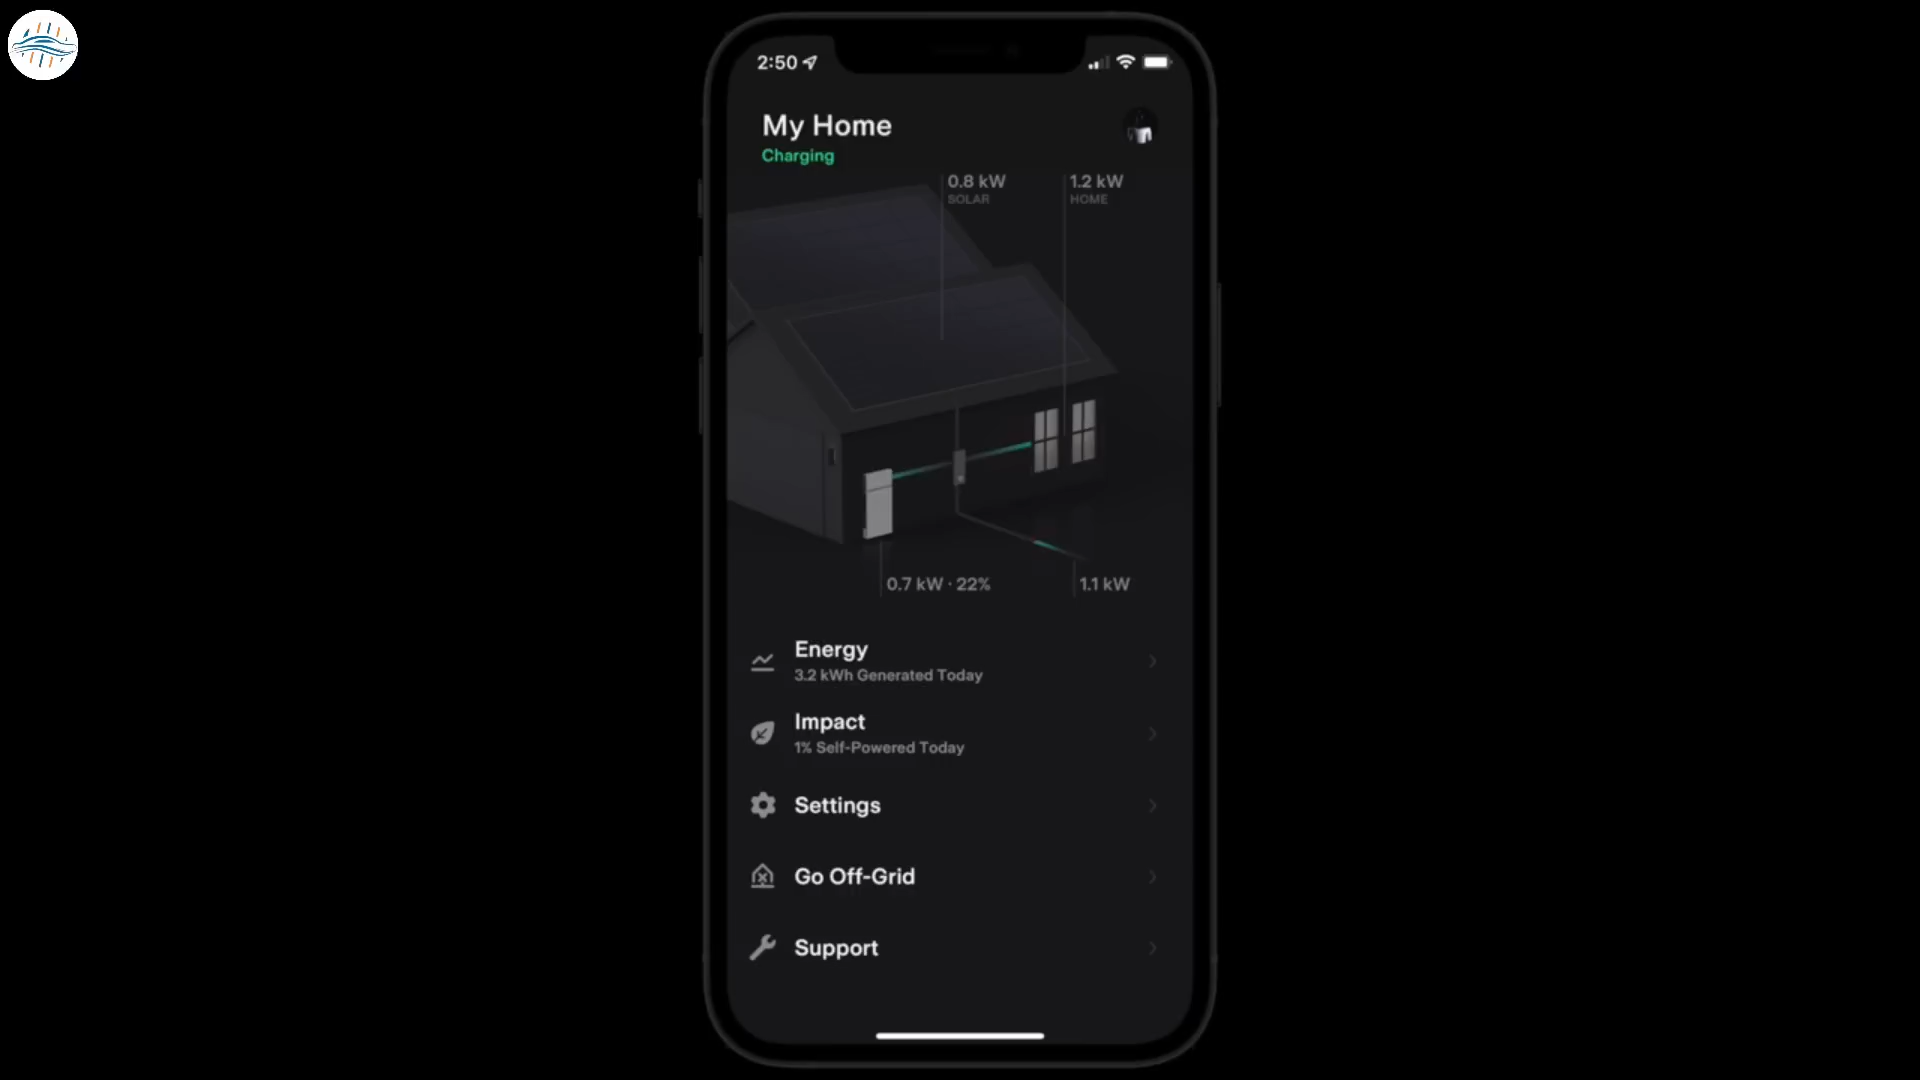 2:50
My Home
Charging
0.8 kW
SOLAR
1.2 kW
HOME
0.7 kW · 22%
1.1 kW
Energy
3.2 kWh Generated Today
Impact
1% Self-Powered Today
Settings
Go Off-Grid
Support